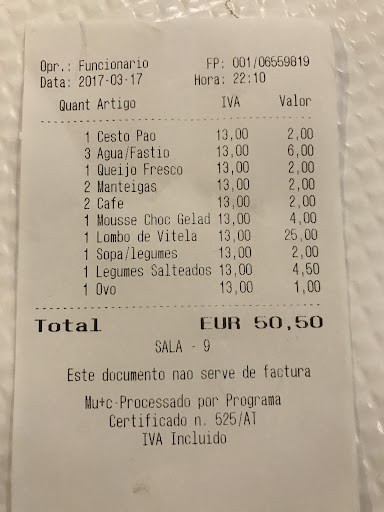 Opr.: Funcionario FP: 001/06559819
Data: 2017-03-17 Hora: 22:10
Quant Artigo IVA Valor
1 Cesto Pao 13,00 2,00
3 Agua/Fastio 13,00 6,00
1 Queijo Fresco 13,00 2,00
2 Manteigas 13,00 2,00
2 Cafe 13,00 2,00
1 Mousse Choc Gelad 13,00 4,00
1 Lombo de Vitela 13,00 25,00
1 Sopa/legumes 13,00 2,00
1 Legumes Salteados 13,00 4,50
1 Ovo 13,00 1,00
Total EUR 50,50
SALA - 9
Este documento nao serve de factura
Mu+c-Processado por Programa
Certificado n. 525/AT
IVA Incluido